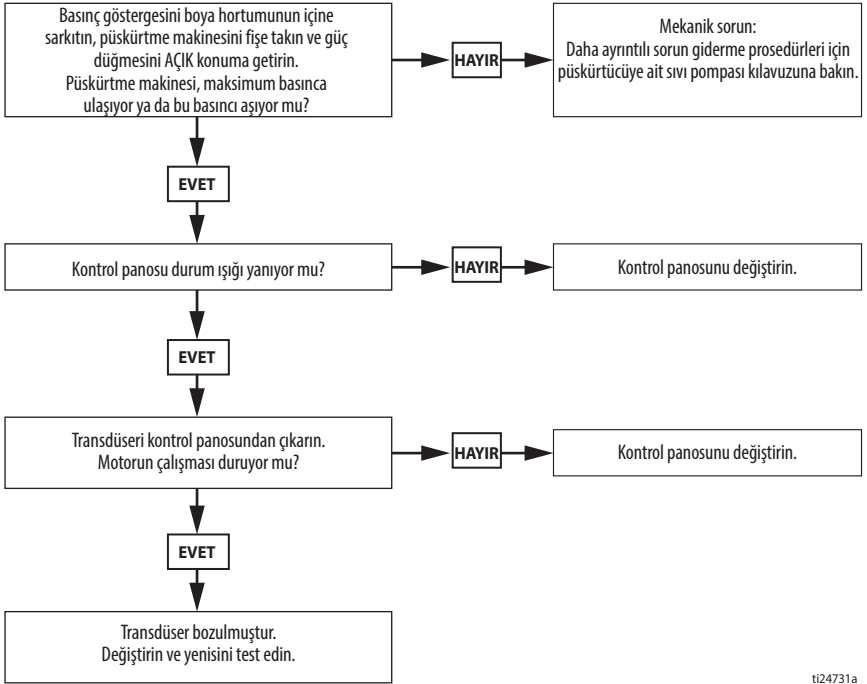 Basınç göstergesini boya hortumunun içine
sarkıtın, püskürtme makinesini fişe takın ve güç
düğmesini AÇIK konuma getirin.
Püskürtme makinesi, maksimum basınca
ulaşıyor ya da bu basıncı aşıyor mu?
HAYIR
Mekanik sorun:
Daha ayrıntılı sorun giderme prosedürleri için
püskürtücüye ait sıvı pompası kılavuzuna bakın.
EVET
Kontrol panosu durum ışığı yanıyor mu?
HAYIR
Kontrol panosunu değiştirin.
EVET
Transdüseri kontrol panosundan çıkarın.
Motorun çalışması duruyor mu?
HAYIR
Kontrol panosunu değiştirin.
EVET
Transdüser bozulmuştur.
Değiştirin ve yenisini test edin.
ti24731a